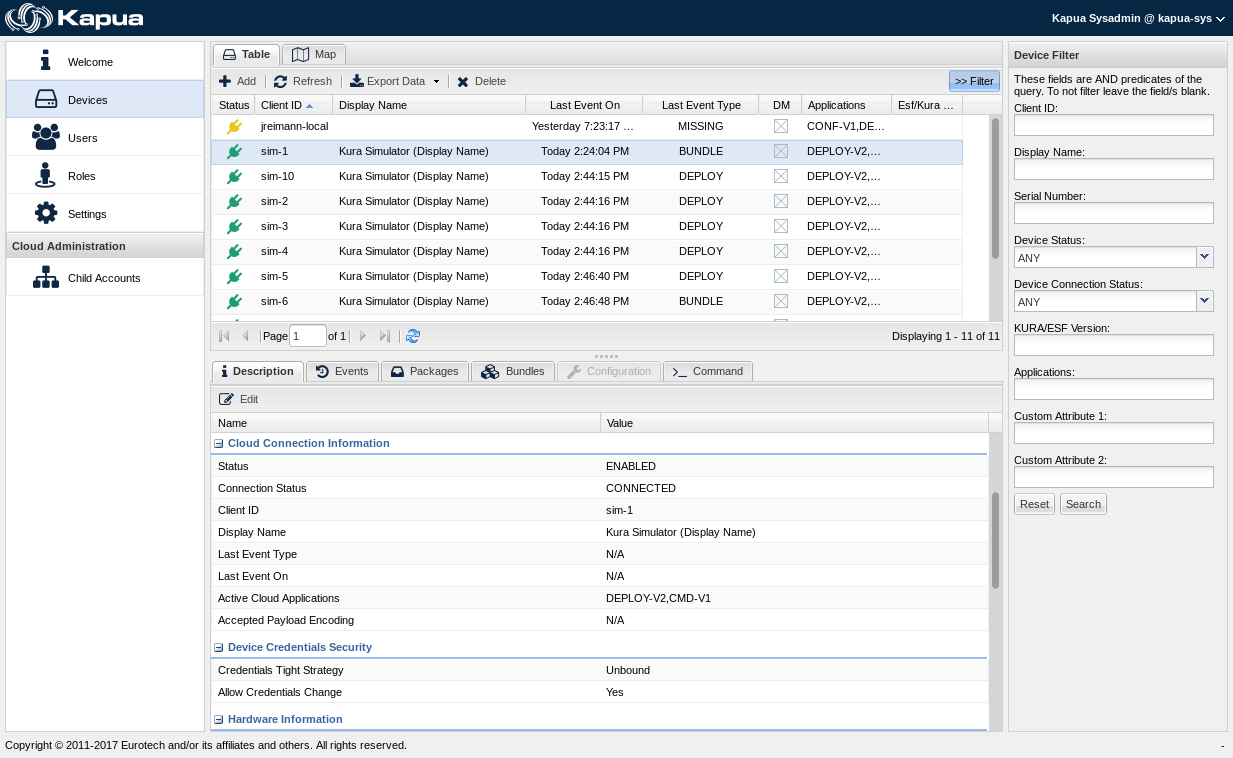 Kapua
Kapua Sysadmin @ kapua-sys
Welcome
Devices
Users
Roles
Settings
Cloud Administration
Child Accounts
Table Map
Add Refresh Export Data Delete >> Filter
Status Client ID Display Name Last Event On Last Event Type DM Applications Esf/Kura ...
jreimann-local Yesterday 7:23:17 ... MISSING CONF-V1,DE...
sim-1 Kura Simulator (Display Name) Today 2:24:04 PM BUNDLE DEPLOY-V2,...
sim-10 Kura Simulator (Display Name) Today 2:44:15 PM DEPLOY DEPLOY-V2,...
sim-2 Kura Simulator (Display Name) Today 2:44:16 PM DEPLOY DEPLOY-V2,...
sim-3 Kura Simulator (Display Name) Today 2:44:16 PM DEPLOY DEPLOY-V2,...
sim-4 Kura Simulator (Display Name) Today 2:44:16 PM DEPLOY DEPLOY-V2,...
sim-5 Kura Simulator (Display Name) Today 2:46:40 PM DEPLOY DEPLOY-V2,...
sim-6 Kura Simulator (Display Name) Today 2:46:48 PM BUNDLE DEPLOY-V2,...
Page 1 of 1 Displaying 1 - 11 of 11
Description Events Packages Bundles Configuration Command
Edit
Name Value
Cloud Connection Information
Status ENABLED
Connection Status CONNECTED
Client ID sim-1
Display Name Kura Simulator (Display Name)
Last Event Type N/A
Last Event On N/A
Active Cloud Applications DEPLOY-V2,CMD-V1
Accepted Payload Encoding N/A
Device Credentials Security
Credentials Tight Strategy Unbound
Allow Credentials Change Yes
Hardware Information
Device Filter
These fields are AND predicates of the
query. To not filter leave the field/s blank.
Client ID:
Display Name:
Serial Number:
Device Status:
ANY
Device Connection Status:
ANY
KURA/ESF Version:
Applications:
Custom Attribute 1:
Custom Attribute 2:
Reset Search
Copyright © 2011-2017 Eurotech and/or its affiliates and others. All rights reserved. -